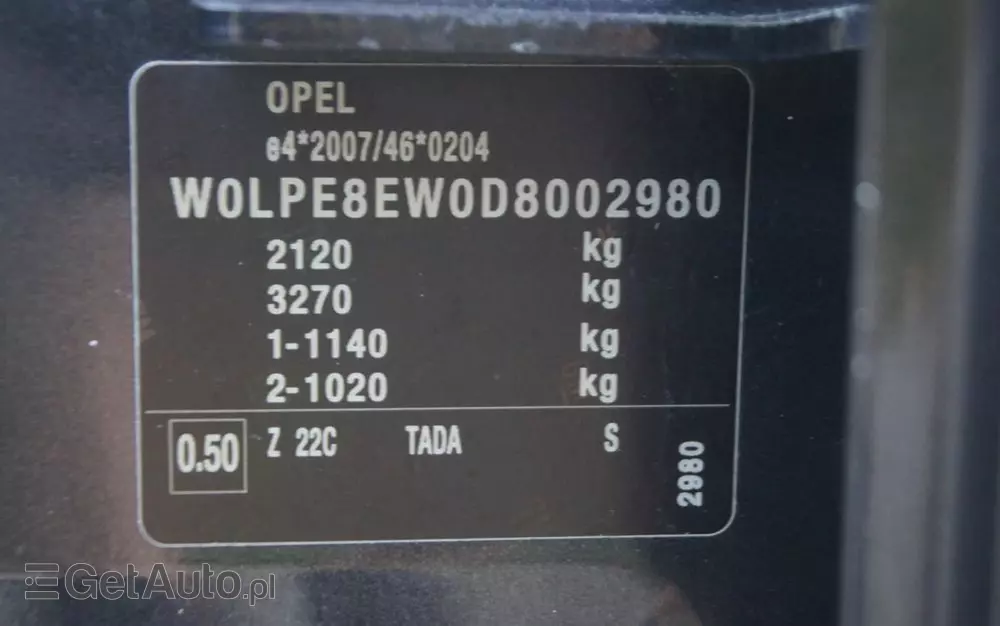 OPEL
e4*2007/46*0204
W0LPE8EW0D8002980
2120 kg
3270 kg
1-1140 kg
2-1020 kg
0.50 Z 22C TADA S
2980
GetAuto.pl